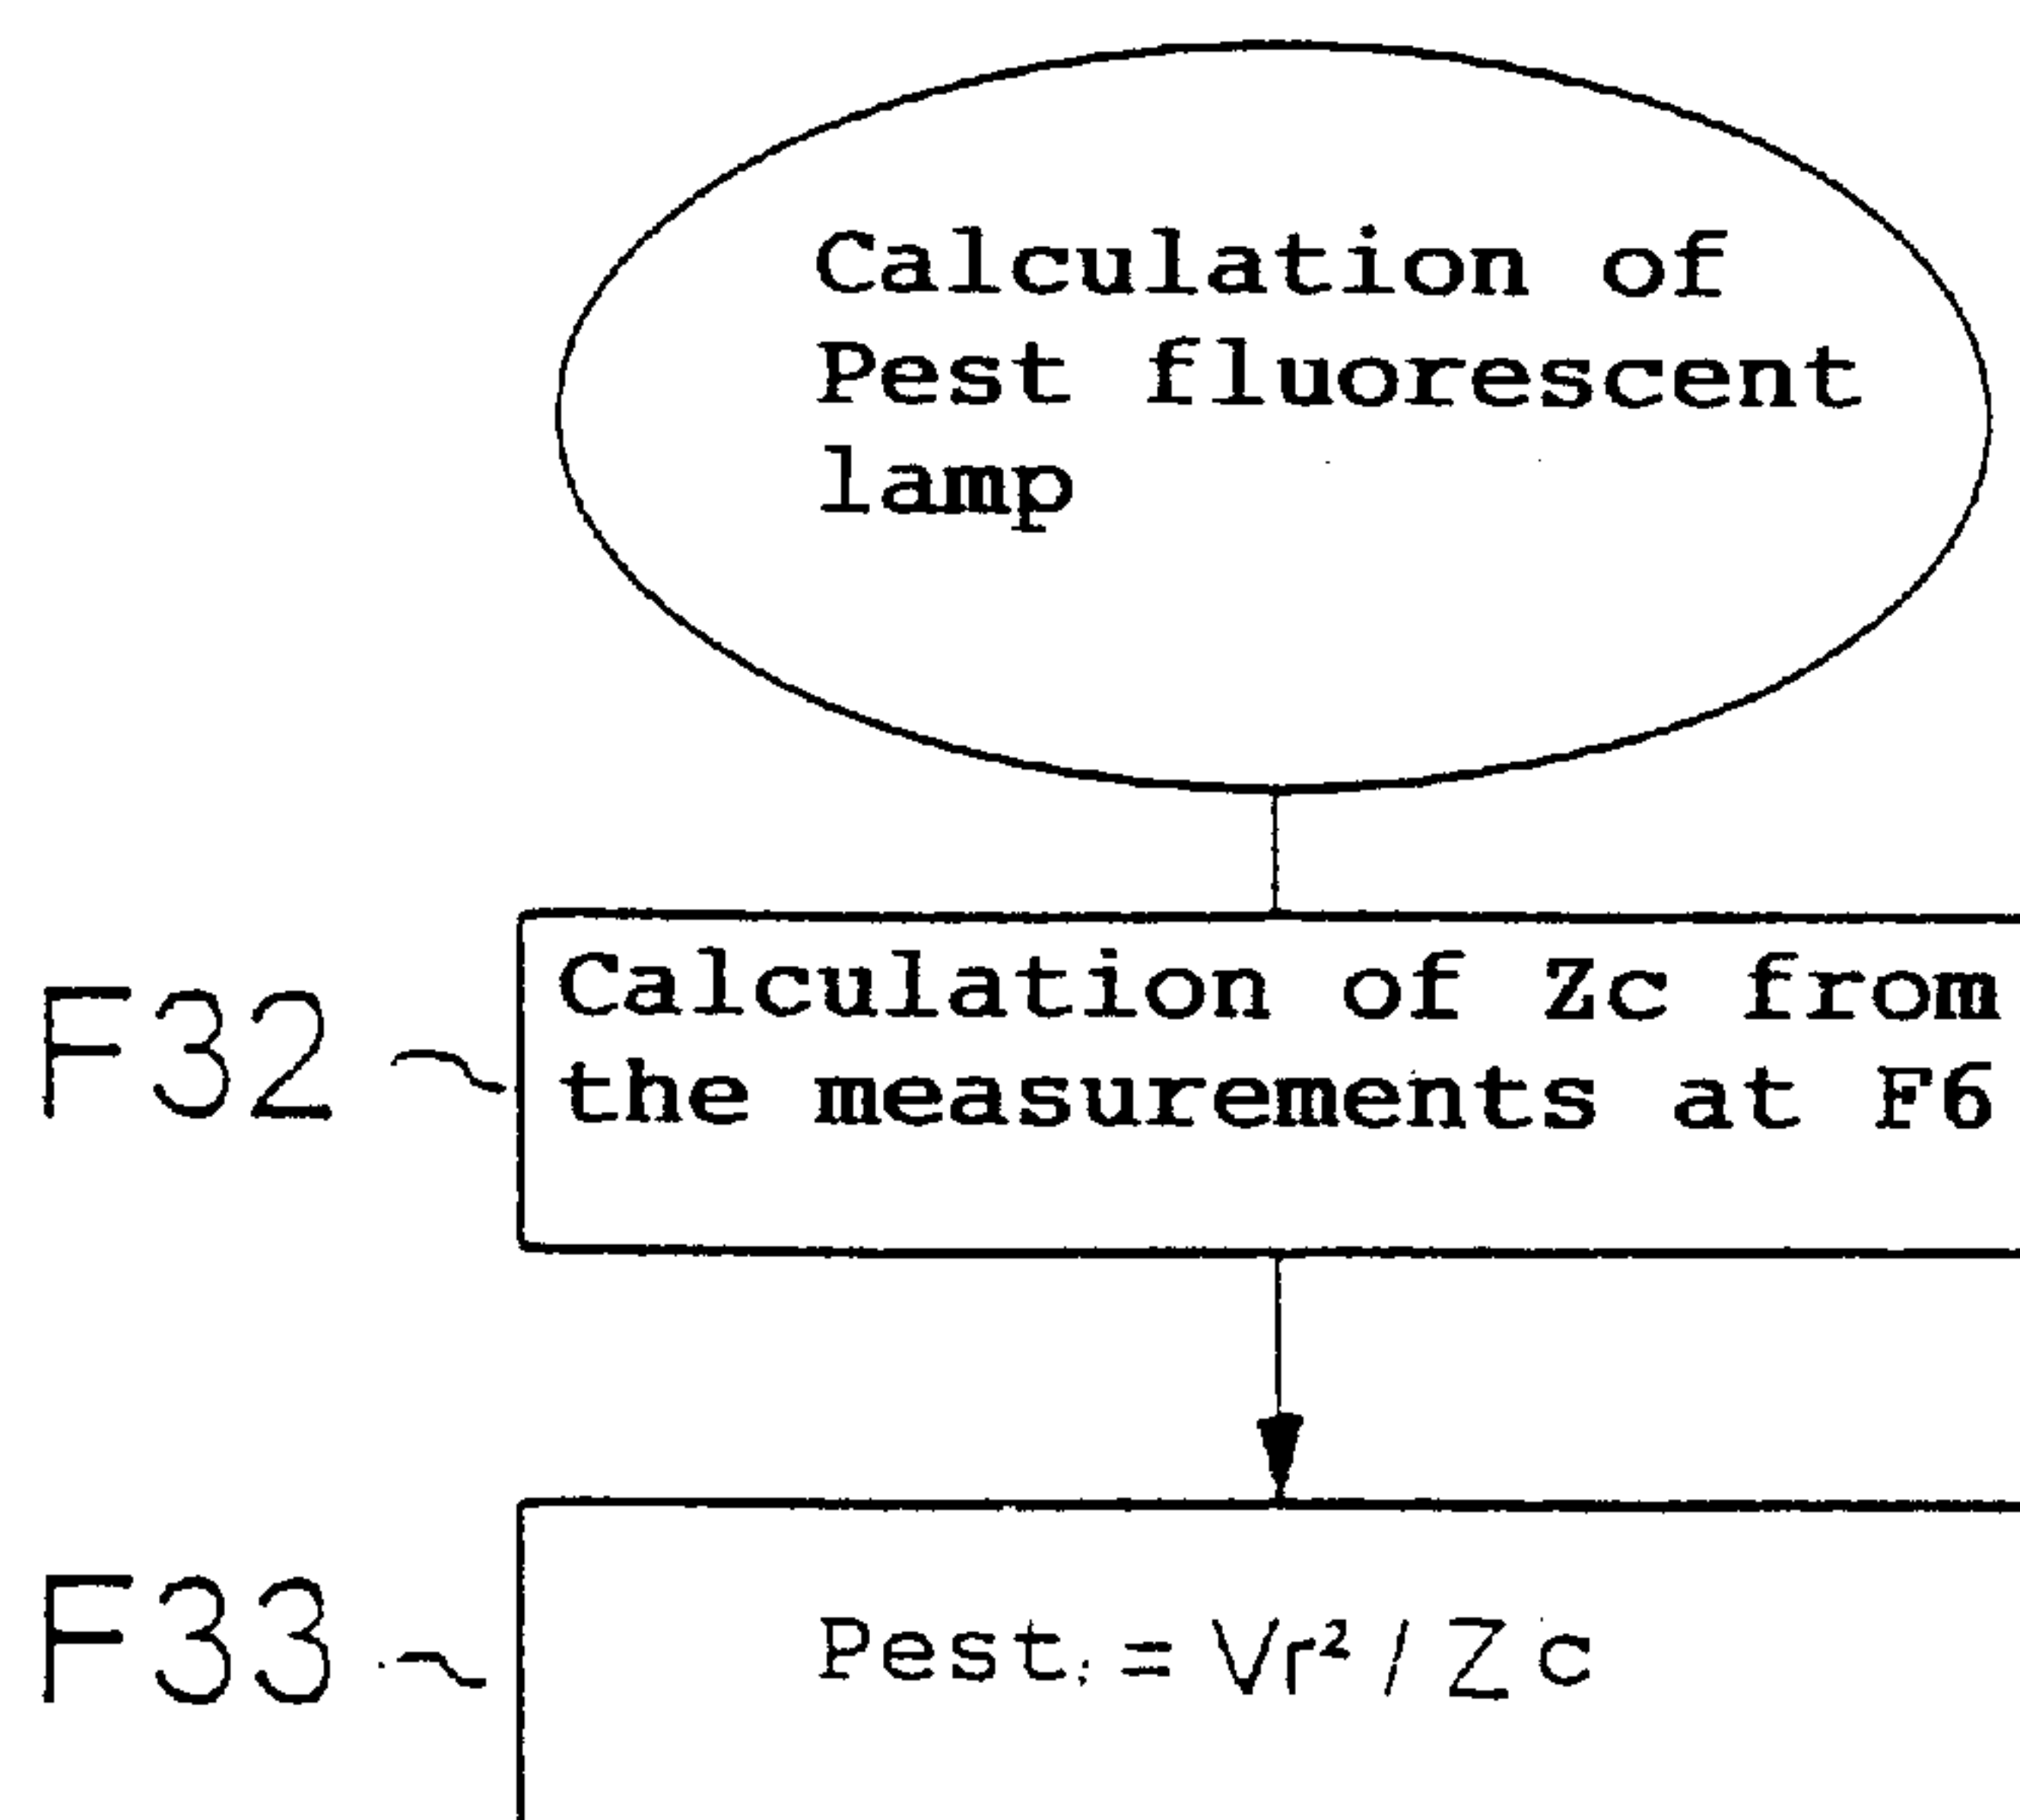 Calculation of
Pest fluorescent
lamp
F32
Calculation of Zc from
the measurements at F6
F33
Pest = Vr² / Zc